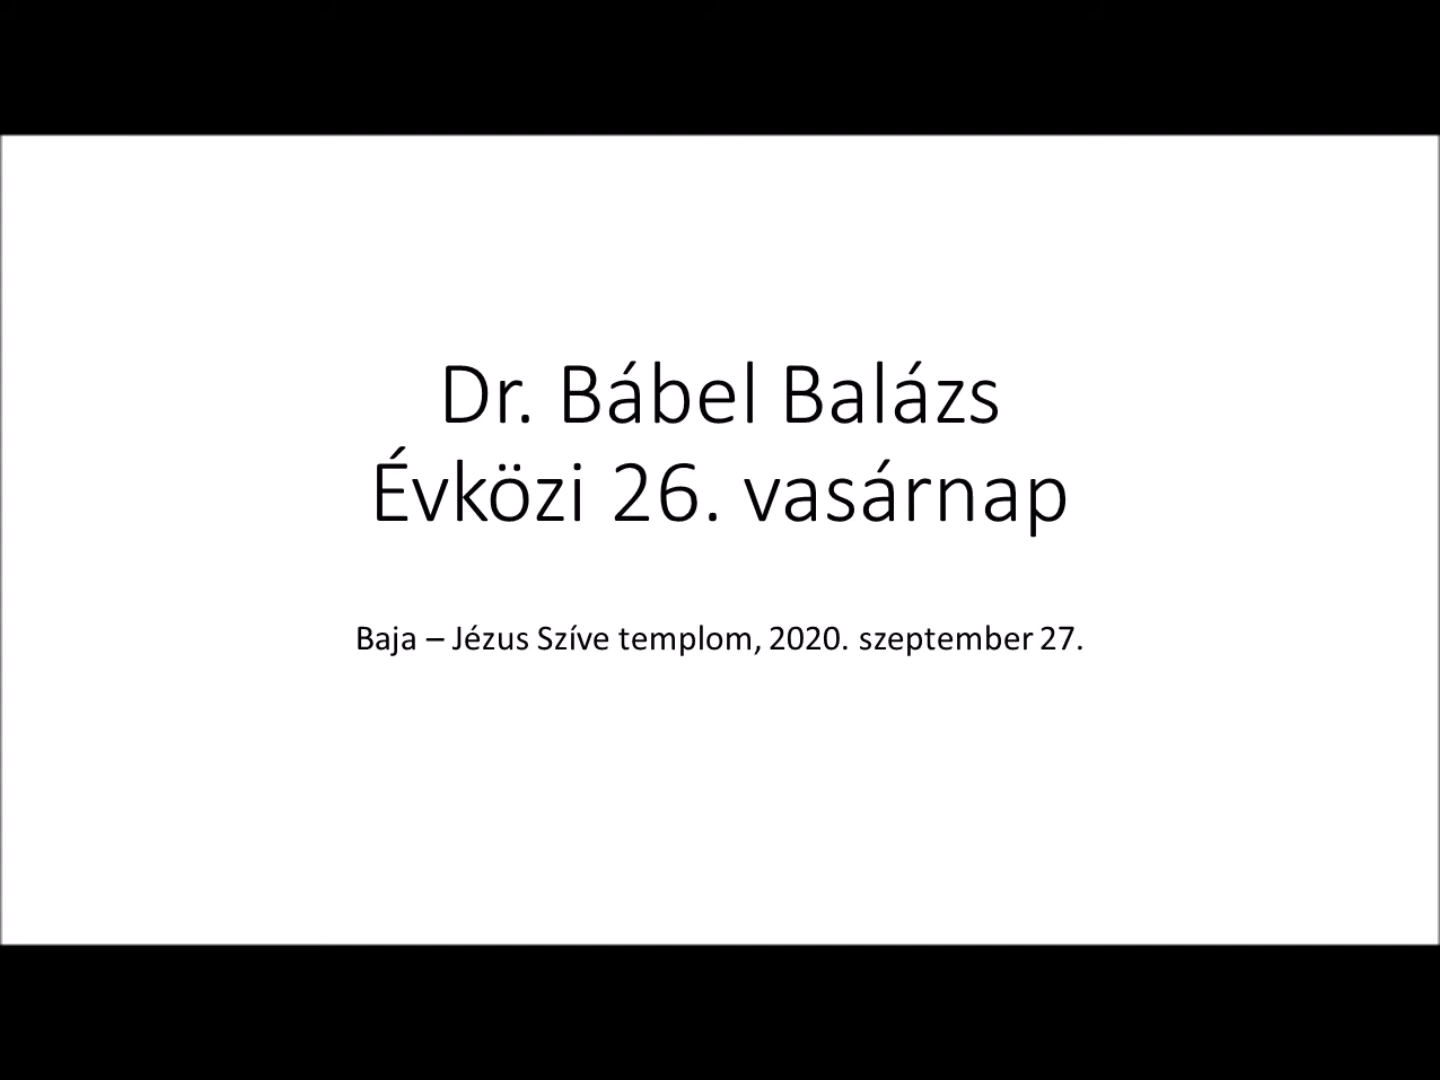 Dr. Bábel Balázs
Évközi 26. vasárnap
Baja – Jézus Szíve templom, 2020. szeptember 27.